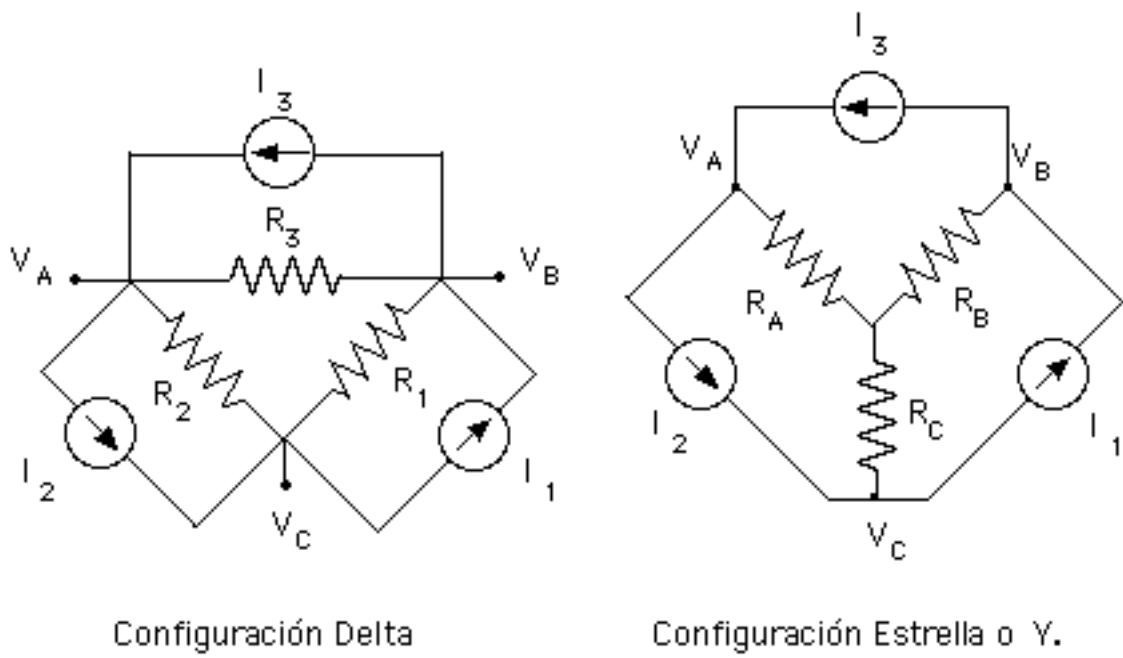 I3
R3
VA
VB
R2
R1
I2
I1
VC
Configuración Delta
I3
VA
VB
RA
RB
I2
RC
I1
VC
Configuración Estrella o Y.